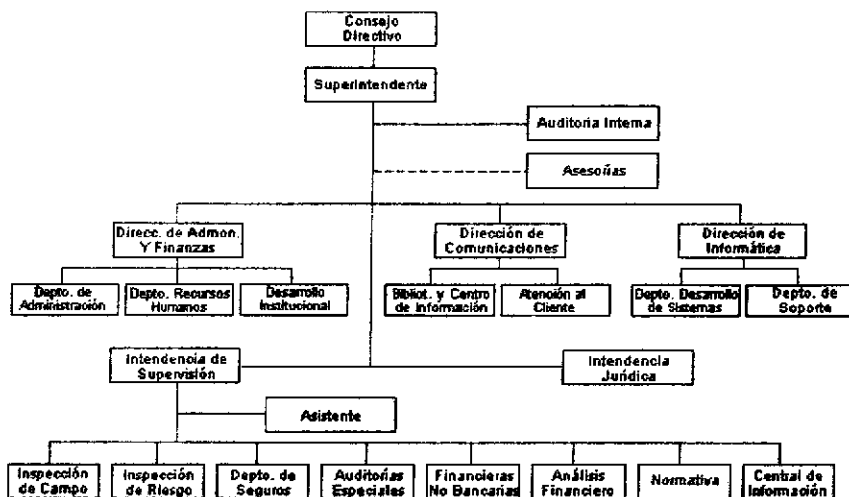 Consejo
Directivo
Superintendente
Auditoria Interna
Asesorías
Direcc. de Admon.
Y Finanzas
Dirección de
Comunicaciones
Dirección de
Informática
Depto. de
Administración
Depto. Recursos
Humanos
Desarrollo
Institucional
Bibliot. y Centro
de Información
Atención al
Cliente
Depto. Desarrollo
de Sistemas
Depto. de
Soporte
Intendencia de
Supervisión
Intendencia
Jurídica
Asistente
Inspección
de Campo
Inspección
de Riesgo
Depto. de
Seguros
Auditorías
Especiales
Financieras
No Bancarias
Análisis
Financiero
Normativa
Central de
Información